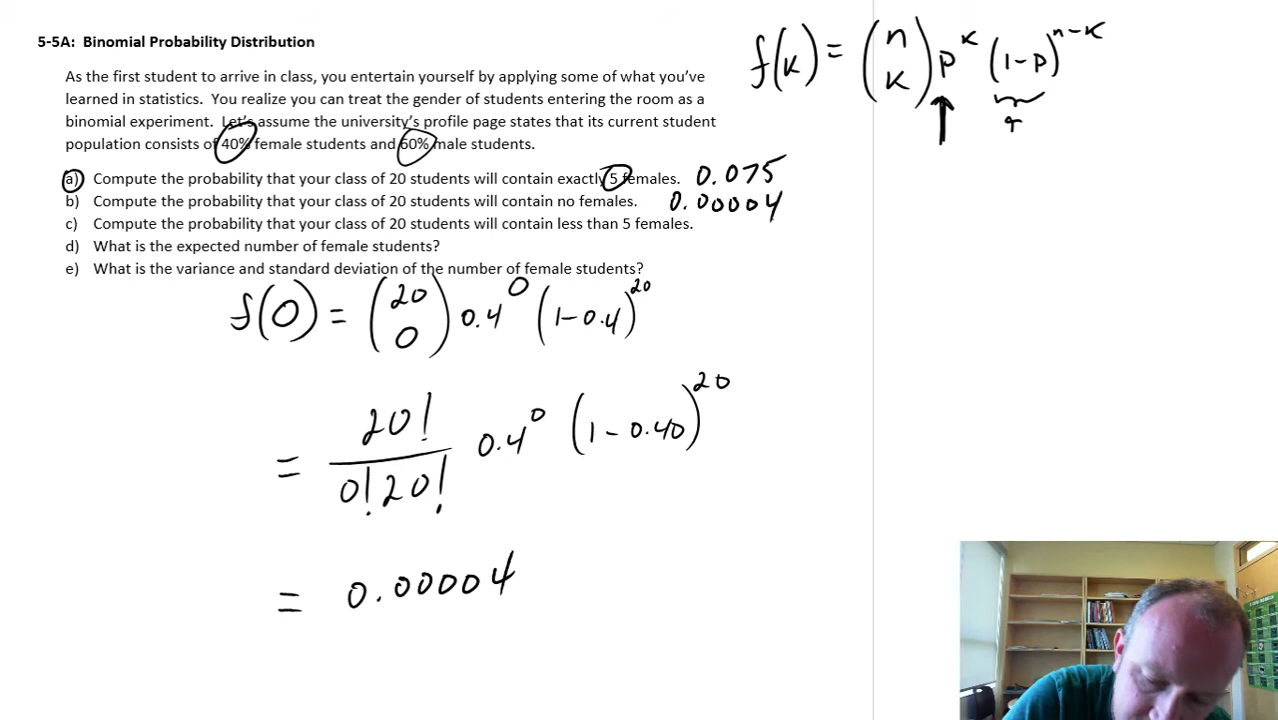 5-5A: Binomial Probability Distribution
f(k) = (n k) p^k (1-p)^n-k
As the first student to arrive in class, you entertain yourself by applying some of what you've
learned in statistics. You realize you can treat the gender of students entering the room as a
binomial experiment. Let's assume the university's profile page states that its current student
population consists of 40% female students and 60% male students.
a) Compute the probability that your class of 20 students will contain exactly 5 females. 0.075
b) Compute the probability that your class of 20 students will contain no females. 0.00004
c) Compute the probability that your class of 20 students will contain less than 5 females.
d) What is the expected number of female students?
e) What is the variance and standard deviation of the number of female students?
f(0) = (20 0) 0.4^0 (1-0.4)^20
= 20! / 0! 20! 0.4^0 (1-0.40)^20
= 0.00004